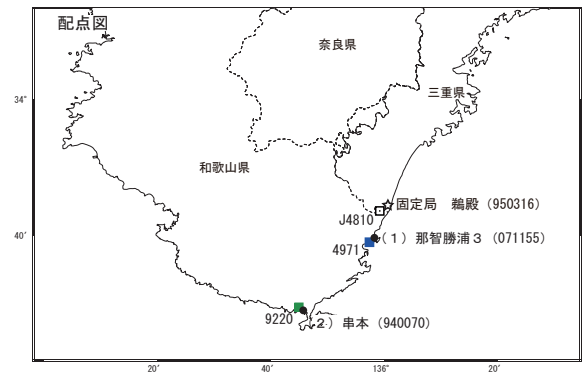 配点図
奈良県
34°
三重県
和歌山県
固定局 鵜殿（950316）
J4810
40′
（１）那智勝浦３（071155）
4971
9220
２）串本（940070）
20′
40′
136°
20′